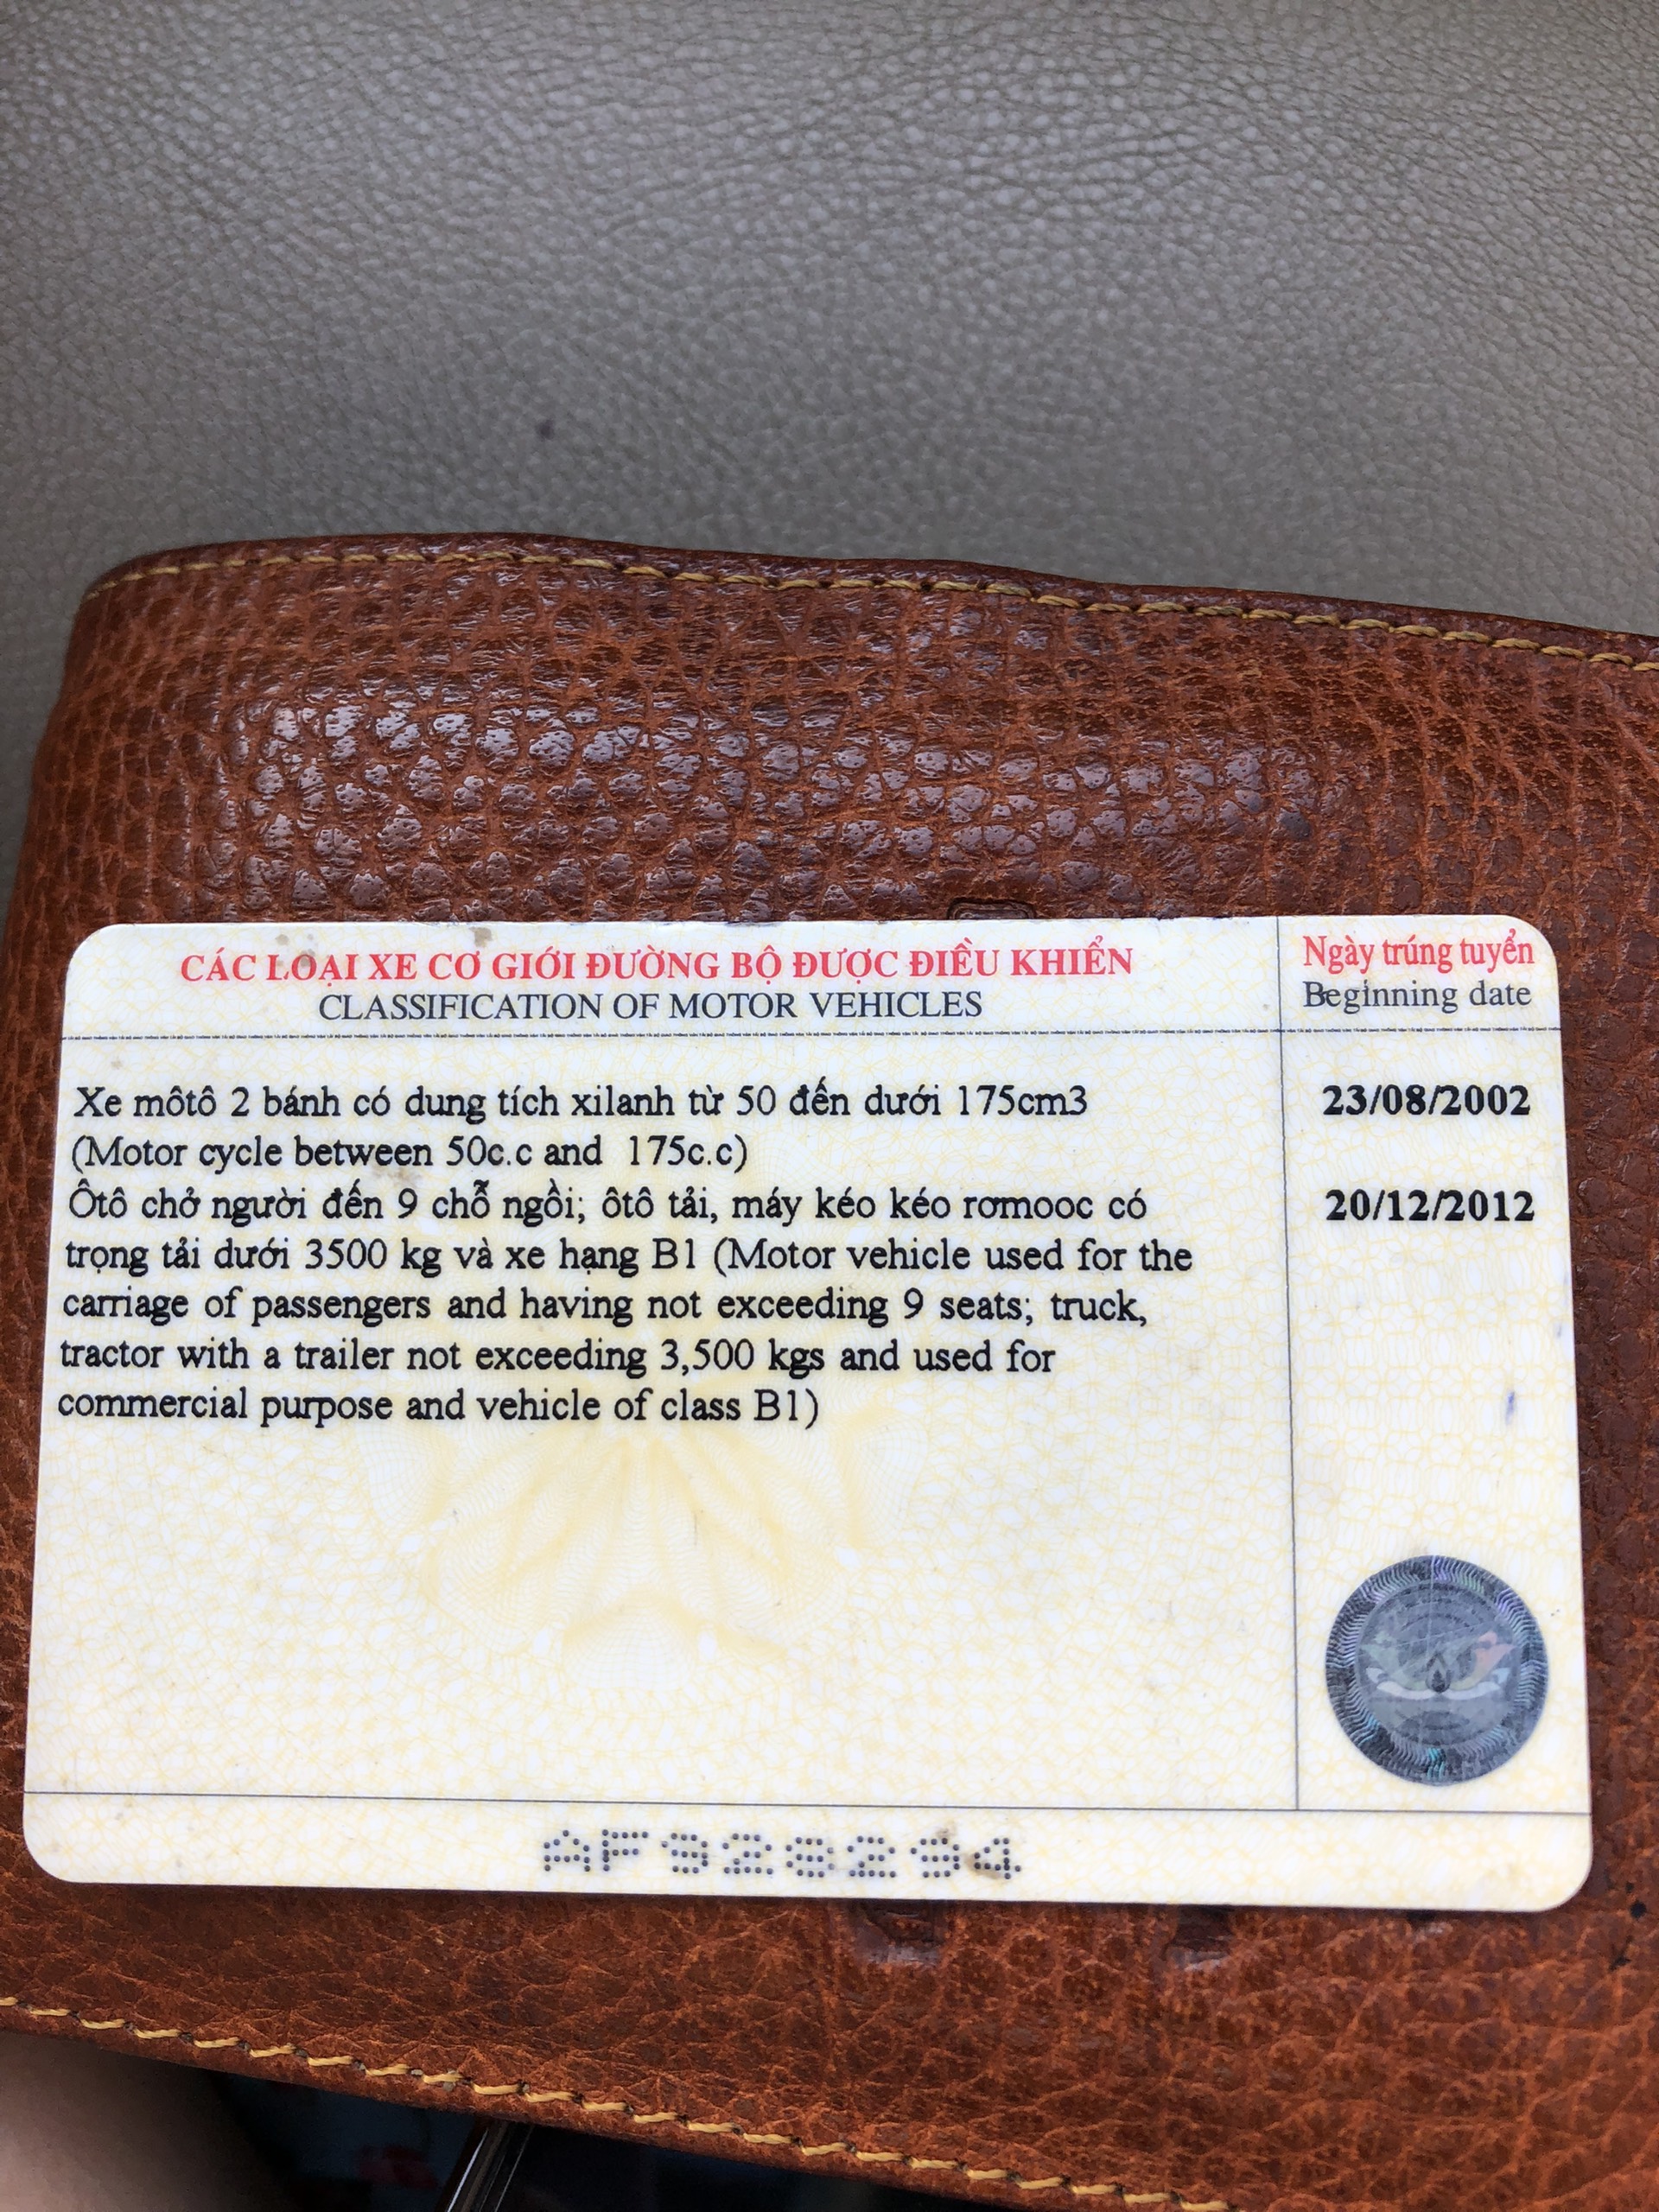 CÁC LOẠI XE CƠ GIỚI ĐƯỜNG BỘ ĐƯỢC ĐIỀU KHIỂN
CLASSIFICATION OF MOTOR VEHICLES
Ngày trúng tuyển
Beginning date
Xe môtô 2 bánh có dung tích xilanh từ 50 đến dưới 175cm3
23/08/2002
(Motor cycle between 50c.c and 175c.c)
Ôtô chở người đến 9 chỗ ngồi; ôtô tải, máy kéo kéo rơmooc có
20/12/2012
trọng tải dưới 3500 kg và xe hạng B1 (Motor vehicle used for the
carriage of passengers and having not exceeding 9 seats; truck,
tractor with a trailer not exceeding 3,500 kgs and used for
commercial purpose and vehicle of class B1)
AF928294